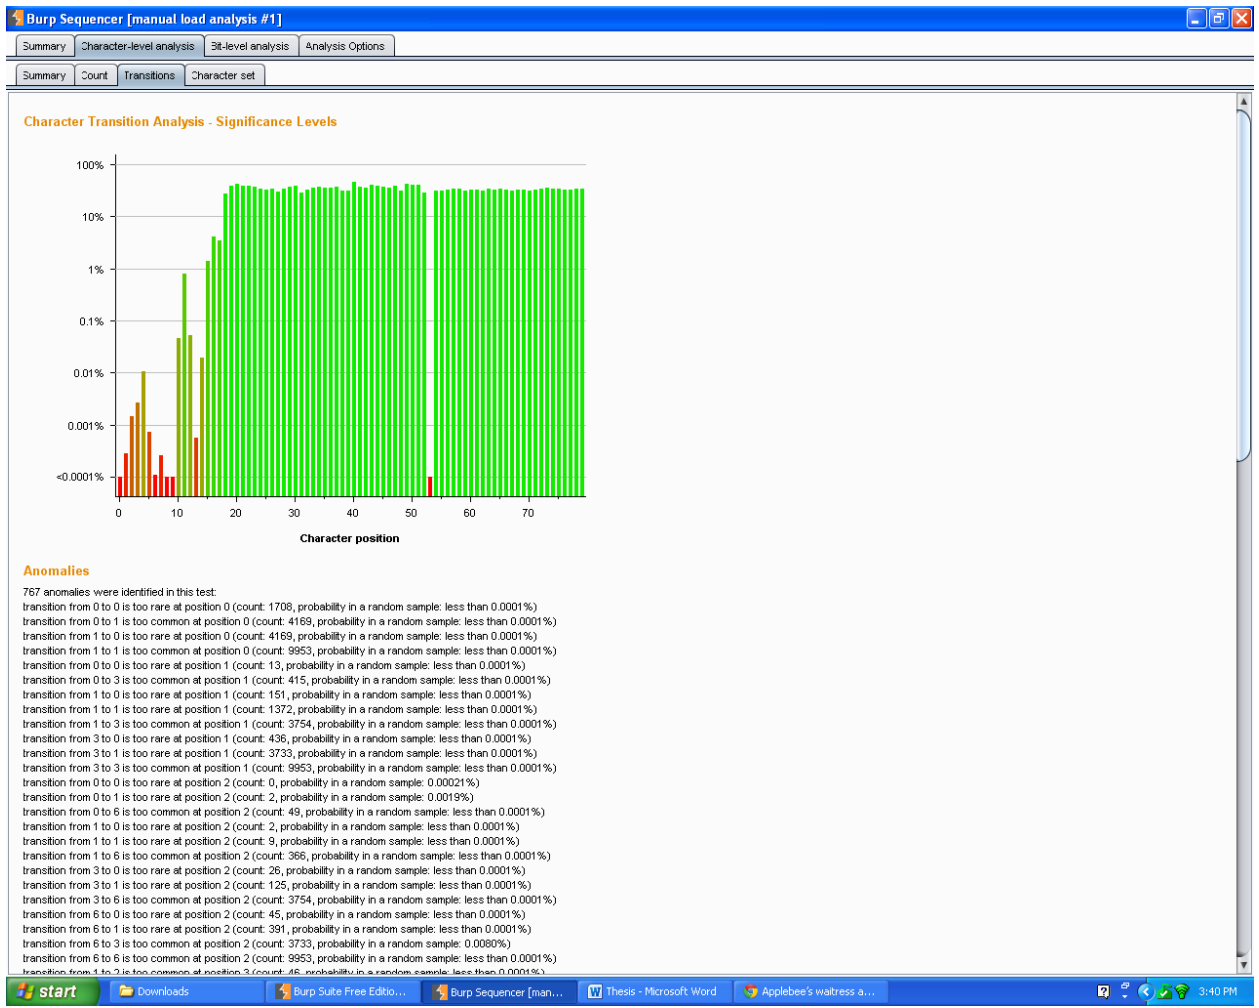 Burp Sequencer [manual load analysis #1]
Summary Character-level analysis Bit-level analysis Analysis Options
Summary Count Transitions Character set
Character Transition Analysis - Significance Levels
100%
10%
1%
0.1%
0.01%
0.001%
<0.0001%
0 10 20 30 40 50 60 70
Character position
Anomalies
767 anomalies were identified in this test:
transition from 0 to 0 is too rare at position 0 (count: 1708, probability in a random sample: less than 0.0001%)
transition from 0 to 1 is too common at position 0 (count: 4169, probability in a random sample: less than 0.0001%)
transition from 1 to 0 is too rare at position 0 (count: 4169, probability in a random sample: less than 0.0001%)
transition from 1 to 1 is too common at position 0 (count: 9953, probability in a random sample: less than 0.0001%)
transition from 0 to 0 is too rare at position 1 (count: 13, probability in a random sample: less than 0.0001%)
transition from 0 to 3 is too common at position 1 (count: 415, probability in a random sample: less than 0.0001%)
transition from 1 to 0 is too rare at position 1 (count: 151, probability in a random sample: less than 0.0001%)
transition from 1 to 1 is too rare at position 1 (count: 1372, probability in a random sample: less than 0.0001%)
transition from 1 to 3 is too common at position 1 (count: 3754, probability in a random sample: less than 0.0001%)
transition from 3 to 0 is too rare at position 1 (count: 436, probability in a random sample: less than 0.0001%)
transition from 3 to 1 is too rare at position 1 (count: 3733, probability in a random sample: less than 0.0001%)
transition from 3 to 3 is too common at position 1 (count: 9953, probability in a random sample: less than 0.0001%)
transition from 0 to 0 is too rare at position 2 (count: 0, probability in a random sample: 0.00021%)
transition from 0 to 1 is too rare at position 2 (count: 2, probability in a random sample: 0.0019%)
transition from 0 to 6 is too common at position 2 (count: 49, probability in a random sample: less than 0.0001%)
transition from 1 to 0 is too rare at position 2 (count: 2, probability in a random sample: less than 0.0001%)
transition from 1 to 1 is too rare at position 2 (count: 9, probability in a random sample: less than 0.0001%)
transition from 1 to 6 is too common at position 2 (count: 366, probability in a random sample: less than 0.0001%)
transition from 3 to 0 is too rare at position 2 (count: 26, probability in a random sample: less than 0.0001%)
transition from 3 to 1 is too rare at position 2 (count: 125, probability in a random sample: less than 0.0001%)
transition from 3 to 6 is too common at position 2 (count: 3754, probability in a random sample: less than 0.0001%)
transition from 6 to 0 is too rare at position 2 (count: 45, probability in a random sample: less than 0.0001%)
transition from 6 to 1 is too rare at position 2 (count: 391, probability in a random sample: less than 0.0001%)
transition from 6 to 3 is too common at position 2 (count: 3733, probability in a random sample: 0.0080%)
transition from 6 to 6 is too common at position 2 (count: 9953, probability in a random sample: less than 0.0001%)
transition from 1 to 2 is too common at position 3 (count: 46, probability in a random sample: less than 0.0001%)
start Downloads Burp Suite Free Editio... Burp Sequencer [man... Thesis - Microsoft Word Applebee's waitress a... 3:40 PM